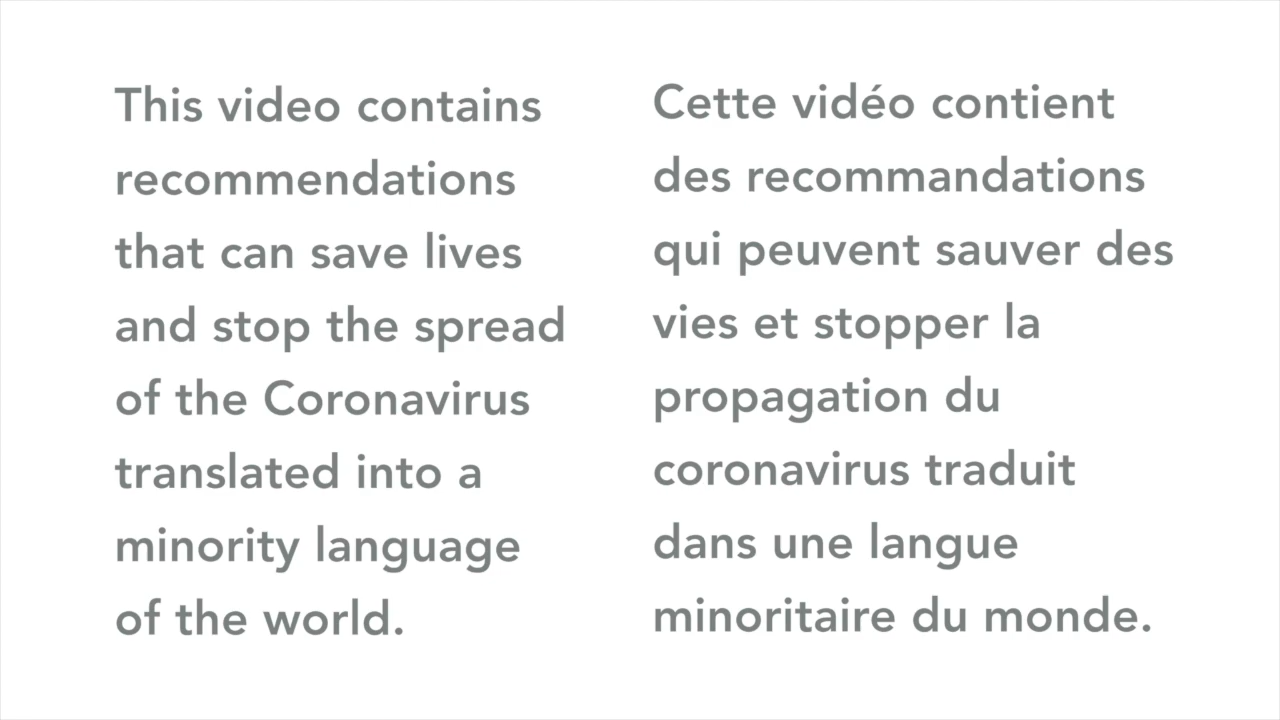 This video contains
recommendations
that can save lives
and stop the spread
of the Coronavirus
translated into a
minority language
of the world.
Cette vidéo contient
des recommandations
qui peuvent sauver des
vies et stopper la
propagation du
coronavirus traduit
dans une langue
minoritaire du monde.